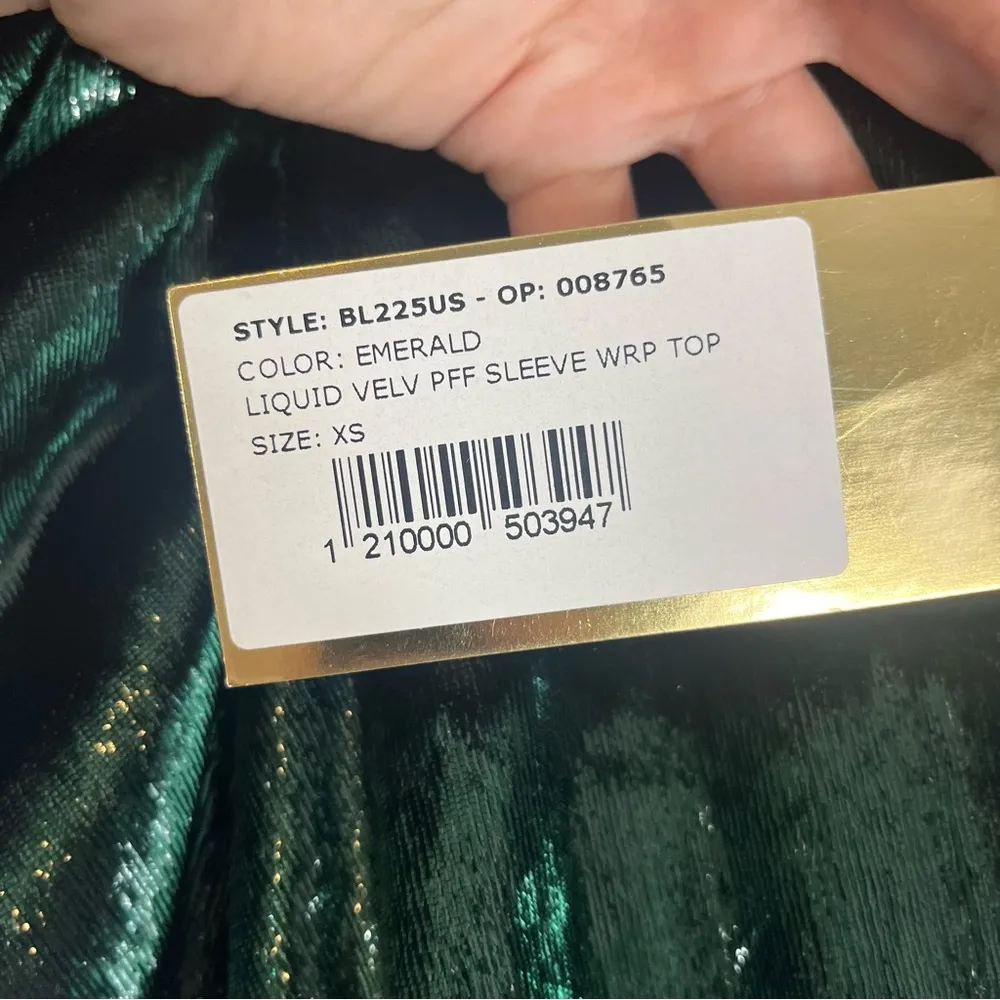 STYLE: BL225US - OP: 008765
COLOR: EMERALD
LIQUID VELV PFF SLEEVE WRP TOP
SIZE: XS
1 210000 503947